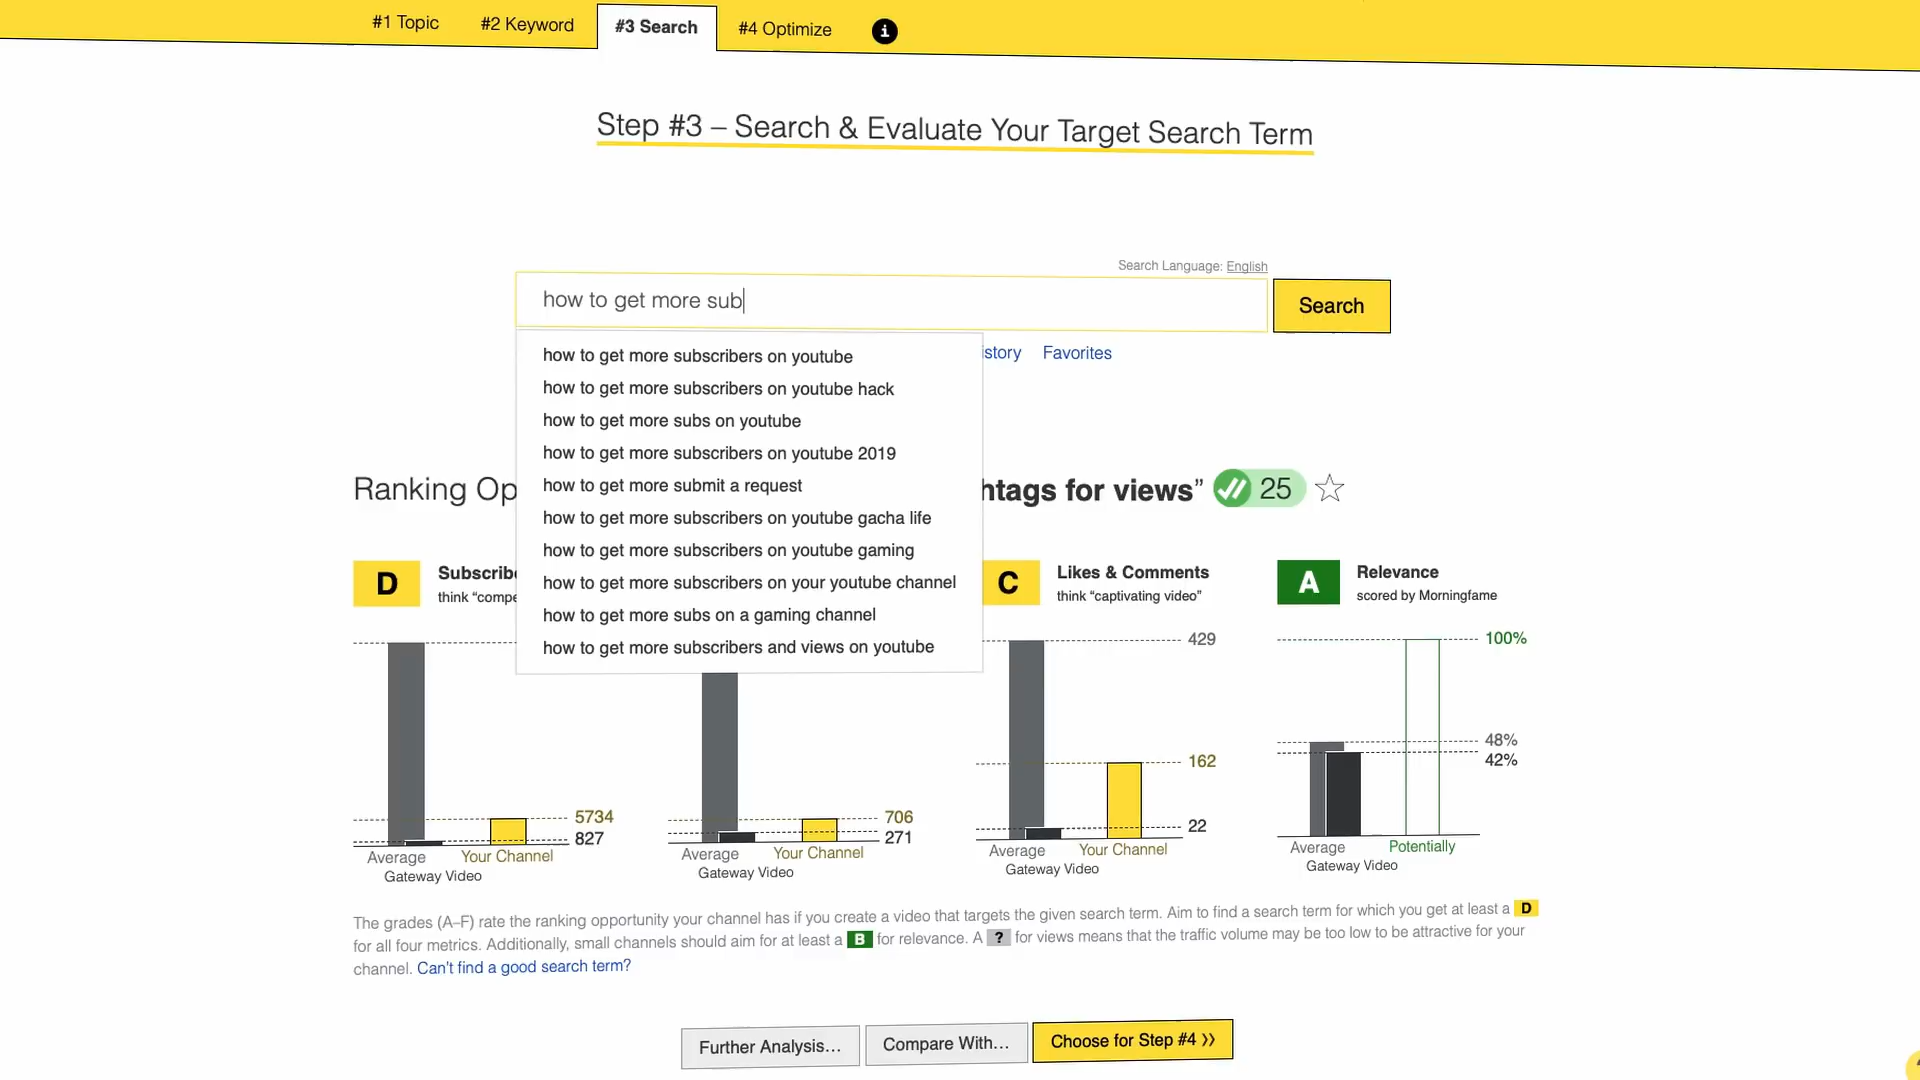 #1 Topic
#2 Keyword
#3 Search
#4 Optimize
i
Step #3 – Search & Evaluate Your Target Search Term
Search Language: English
how to get more sub
Search
how to get more subscribers on youtube
how to get more subscribers on youtube hack
how to get more subs on youtube
how to get more subscribers on youtube 2019
how to get more submit a request
how to get more subscribers on youtube gacha life
how to get more subscribers on youtube gaming
how to get more subscribers on your youtube channel
how to get more subs on a gaming channel
how to get more subscribers and views on youtube
istory
Favorites
Ranking Op
htags for views” 25
D
Subscribe
think “compe
C
Likes & Comments
think “captivating video”
A
Relevance
scored by Morningfame
5734
827
Average
Your Channel
Gateway Video
706
271
Average
Your Channel
Gateway Video
429
162
22
Average
Your Channel
Gateway Video
100%
48%
42%
Average
Potentially
Gateway Video
The grades (A–F) rate the ranking opportunity your channel has if you create a video that targets the given search term. Aim to find a search term for which you get at least a D
for all four metrics. Additionally, small channels should aim for at least a B for relevance. A ? for views means that the traffic volume may be too low to be attractive for your
channel. Can't find a good search term?
Further Analysis...
Compare With...
Choose for Step #4 ⟩⟩